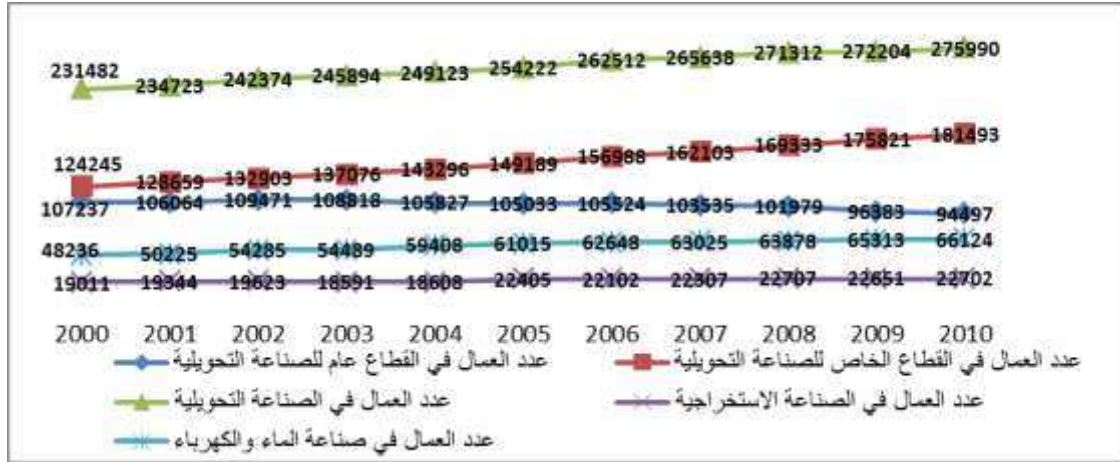 231482 234723 242374 245894 249123 254222 262512 265638 271312 272204 275990
124245 128659 132903 137076 143296 149189 156988 162103 169333 175821 181493
107237 106064 109471 108818 105827 105033 105524 103535 101979 96383 94497
48236 50225 54285 54489 59408 61015 62648 63025 63878 65313 66124
19011 19344 19623 18591 18608 22405 22102 22307 22707 22651 22702
2000 2001 2002 2003 2004 2005 2006 2007 2008 2009 2010
عدد العمال في القطاع عام للصناعة التحويلية
عدد العمال في القطاع الخاص للصناعة التحويلية
عدد العمال في الصناعة التحويلية
عدد العمال في الصناعة الاستخراجية
عدد العمال في صناعة الماء والكهرباء